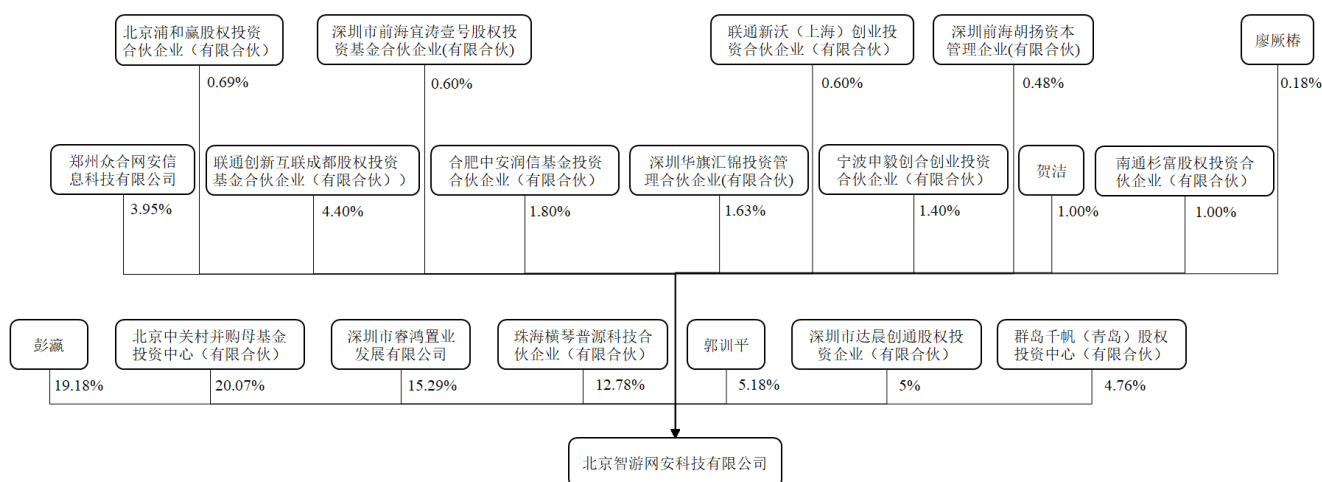 北京浦和赢股权投资
合伙企业（有限合伙）
深圳市前海宜涛壹号股权投
资基金合伙企业(有限合伙)
联通新沃（上海）创业投
资合伙企业（有限合伙）
深圳前海胡扬资本
管理企业(有限合伙)
廖厥椿
0.69%
0.60%
0.60%
0.48%
0.18%
郑州众合网安信
息科技有限公司
联通创新互联成都股权投资
基金合伙企业（有限合伙））
合肥中安润信基金投资
合伙企业（有限合伙）
深圳华旗汇锦投资管
理合伙企业(有限合伙)
宁波申毅创合创业投资
合伙企业（有限合伙）
贺洁
南通杉富股权投资合
伙企业（有限合伙）
3.95%
4.40%
1.80%
1.63%
1.40%
1.00%
1.00%
彭瀛
北京中关村并购母基金
投资中心（有限合伙）
深圳市睿鸿置业
发展有限公司
珠海横琴普源科技合
伙企业（有限合伙）
郭训平
深圳市达晨创通股权投
资企业（有限合伙）
群岛千帆（青岛）股权
投资中心（有限合伙）
19.18%
20.07%
15.29%
12.78%
5.18%
5%
4.76%
北京智游网安科技有限公司